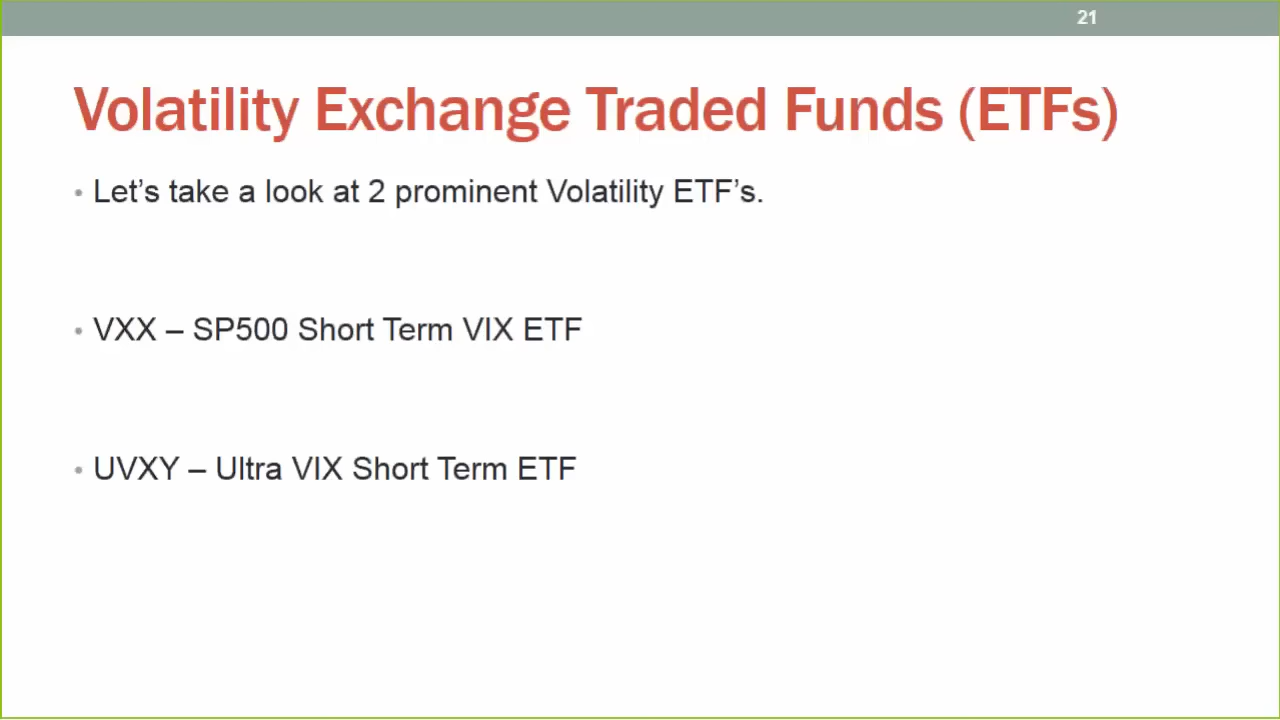 21
Volatility Exchange Traded Funds (ETFs)
• Let’s take a look at 2 prominent Volatility ETF’s.
• VXX – SP500 Short Term VIX ETF
• UVXY – Ultra VIX Short Term ETF